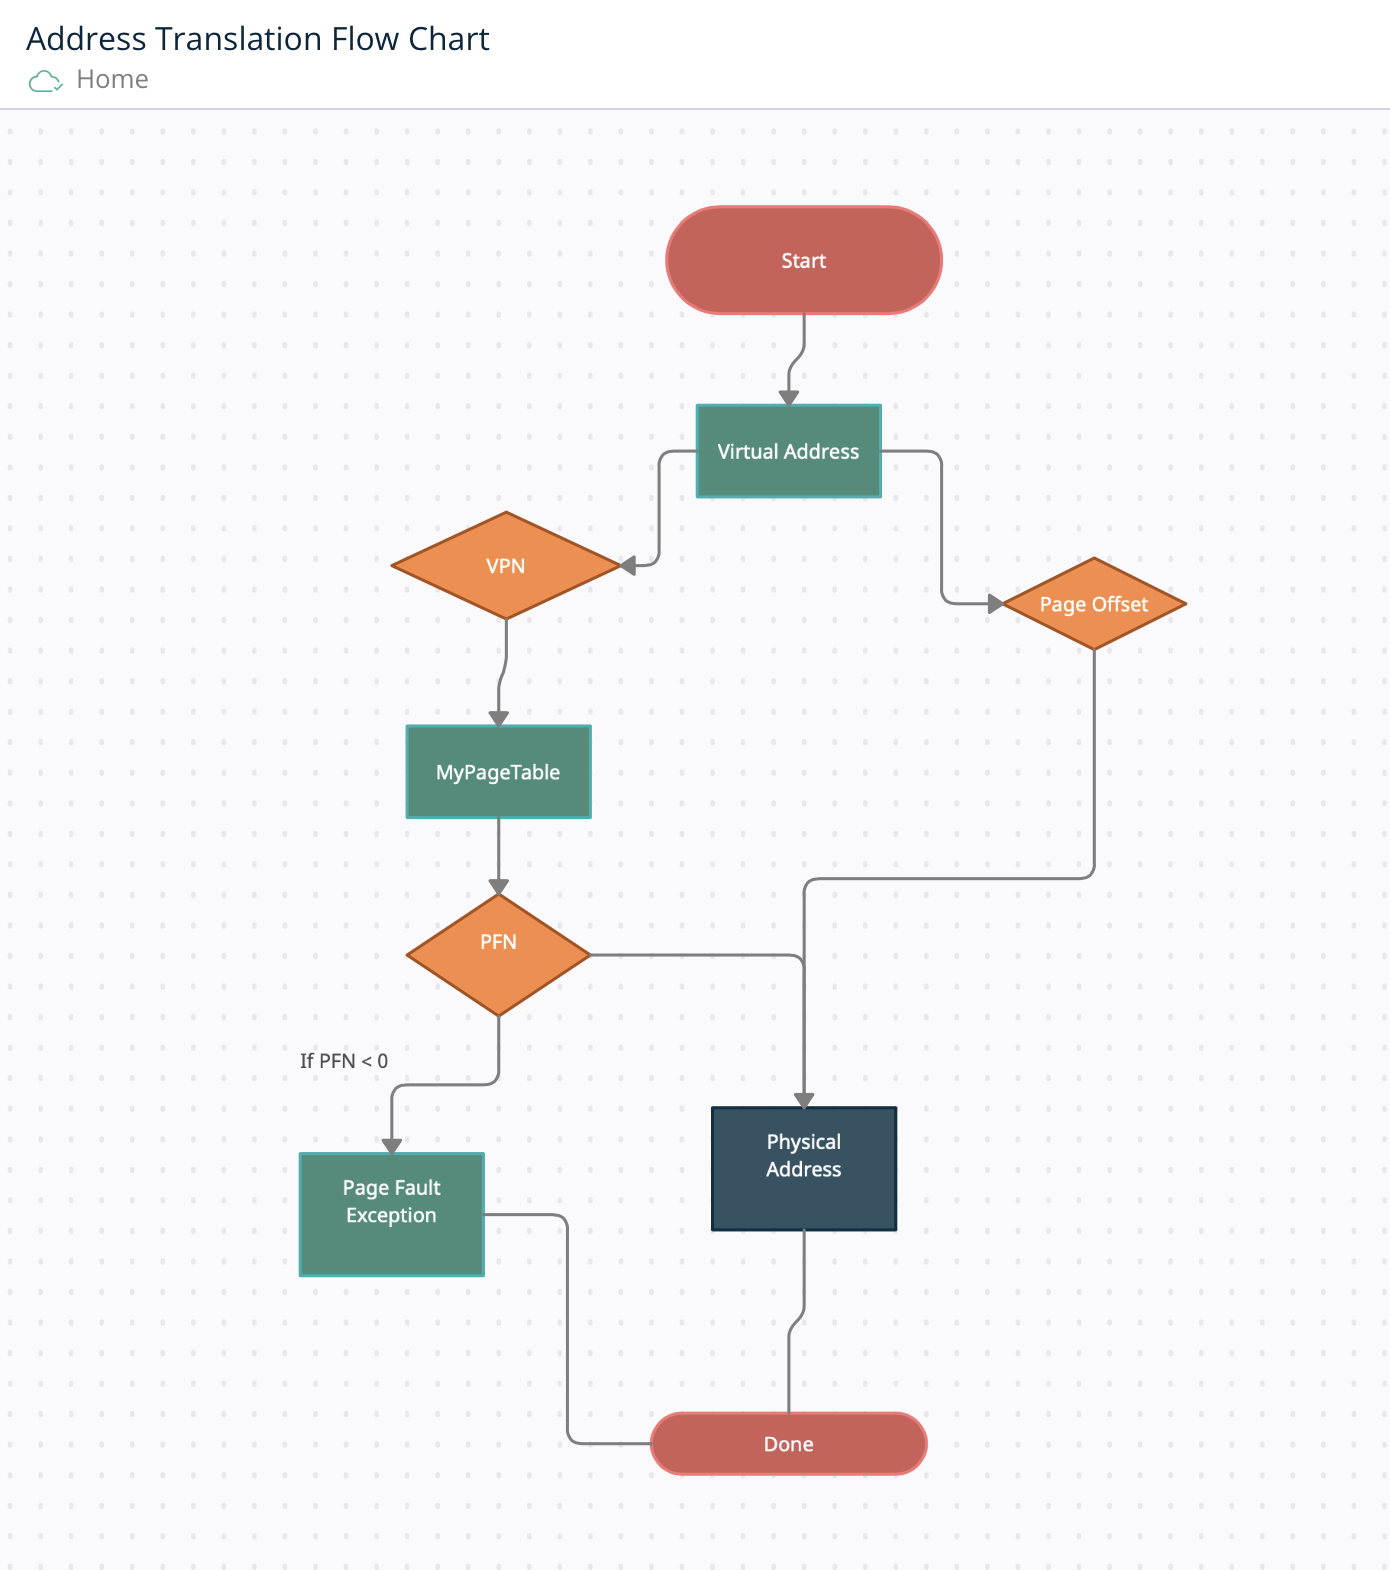 Address Translation Flow Chart
Home
Start
Virtual Address
VPN
Page Offset
MyPageTable
PFN
If PFN < 0
Physical
Address
Page Fault
Exception
Done